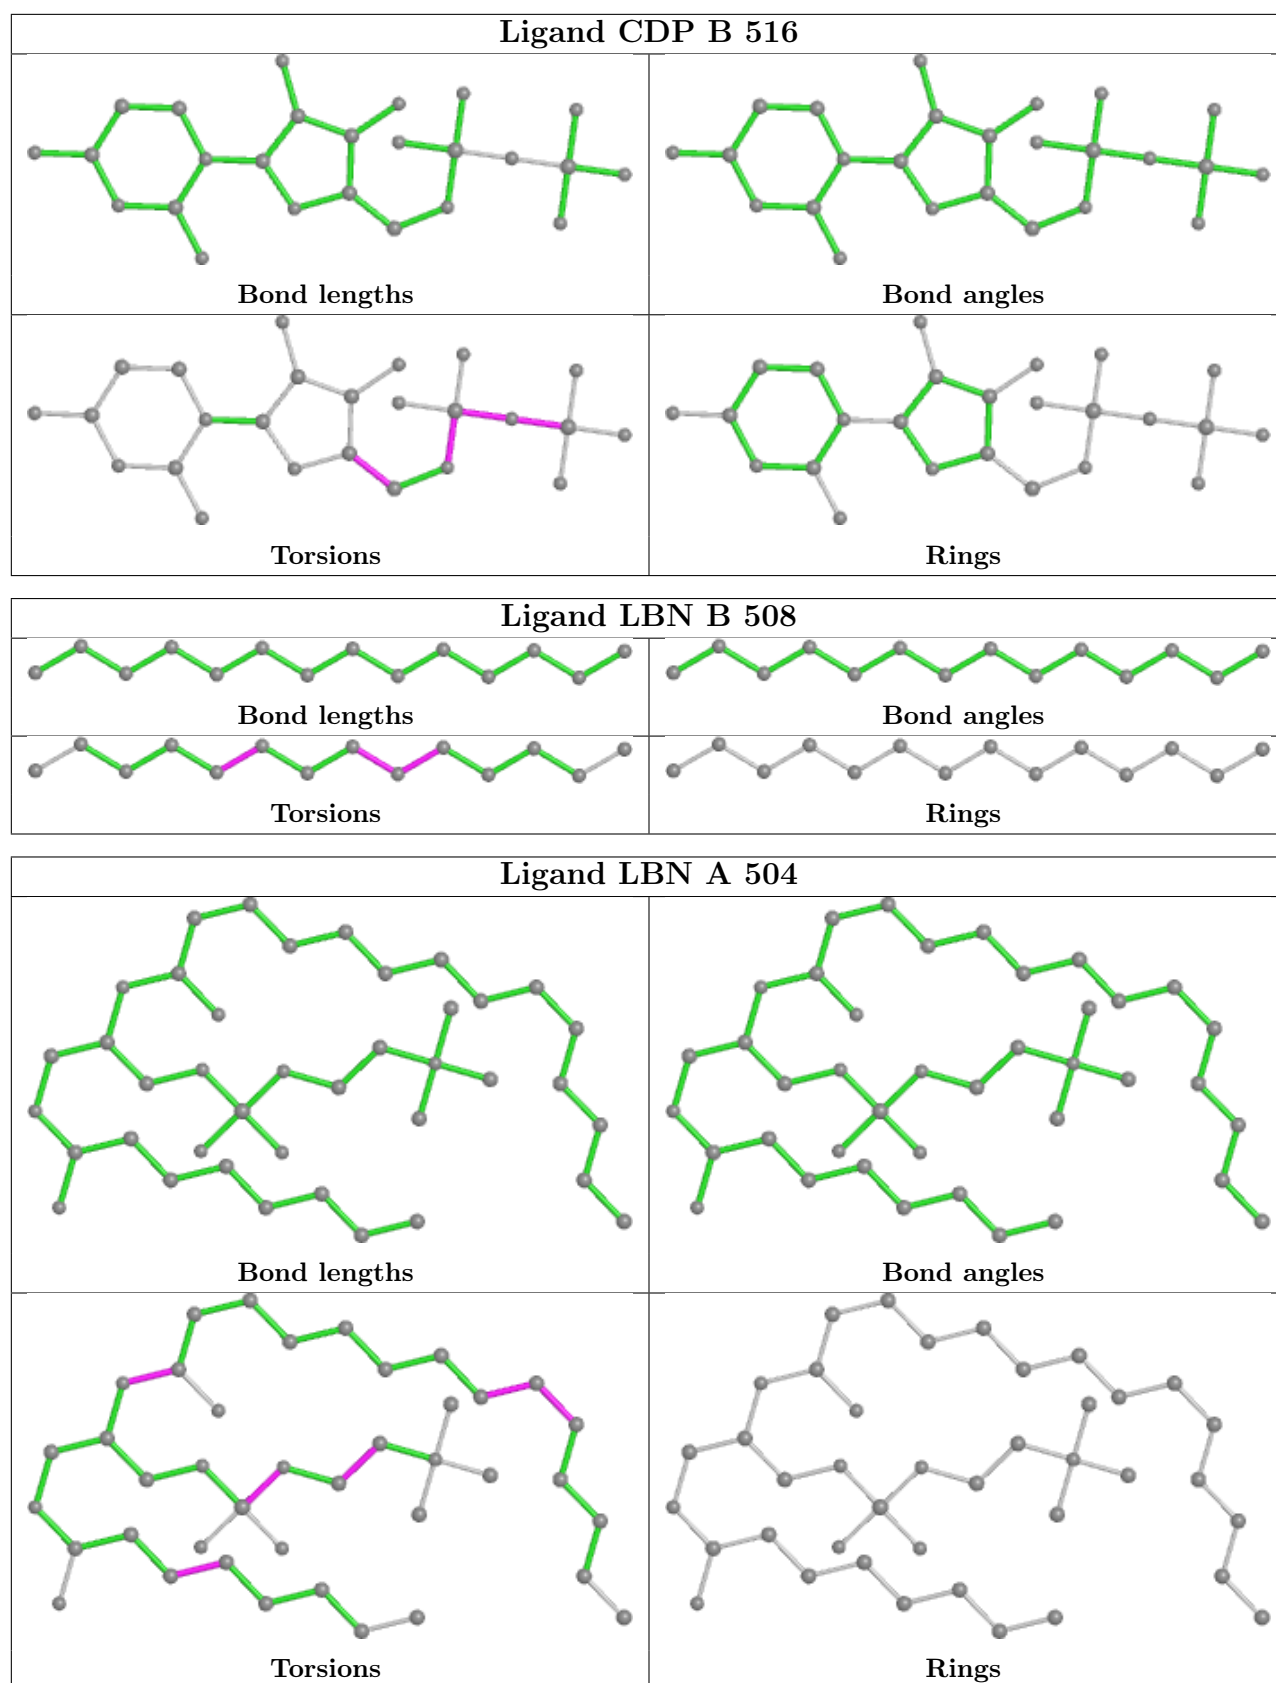 Ligand CDP B 516
Bond lengths
Bond angles
Torsions
Rings
Ligand LBN B 508
Bond lengths
Bond angles
Torsions
Rings
Ligand LBN A 504
Bond lengths
Bond angles
Torsions
Rings